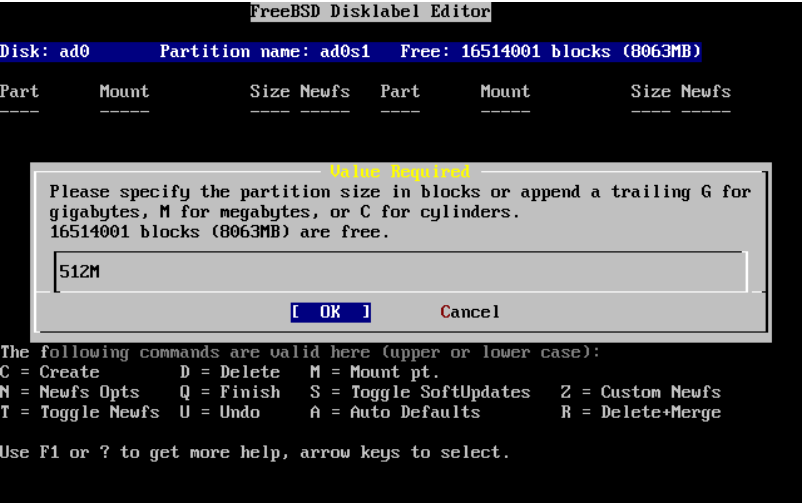 FreeBSD Disklabel Editor
Disk: ad0 Partition name: ad0s1 Free: 16514001 blocks (8063MB)
Part Mount Size Newfs Part Mount Size Newfs
---- ----- ---- ----- ---- ----- ---- -----
Value Required
Please specify the partition size in blocks or append a trailing G for
gigabytes, M for megabytes, or C for cylinders.
16514001 blocks (8063MB) are free.
512M
[ OK ] Cancel
The following commands are valid here (upper or lower case):
C = Create D = Delete M = Mount pt.
N = Newfs Opts Q = Finish S = Toggle SoftUpdates Z = Custom Newfs
T = Toggle Newfs U = Undo A = Auto Defaults R = Delete+Merge
Use F1 or ? to get more help, arrow keys to select.